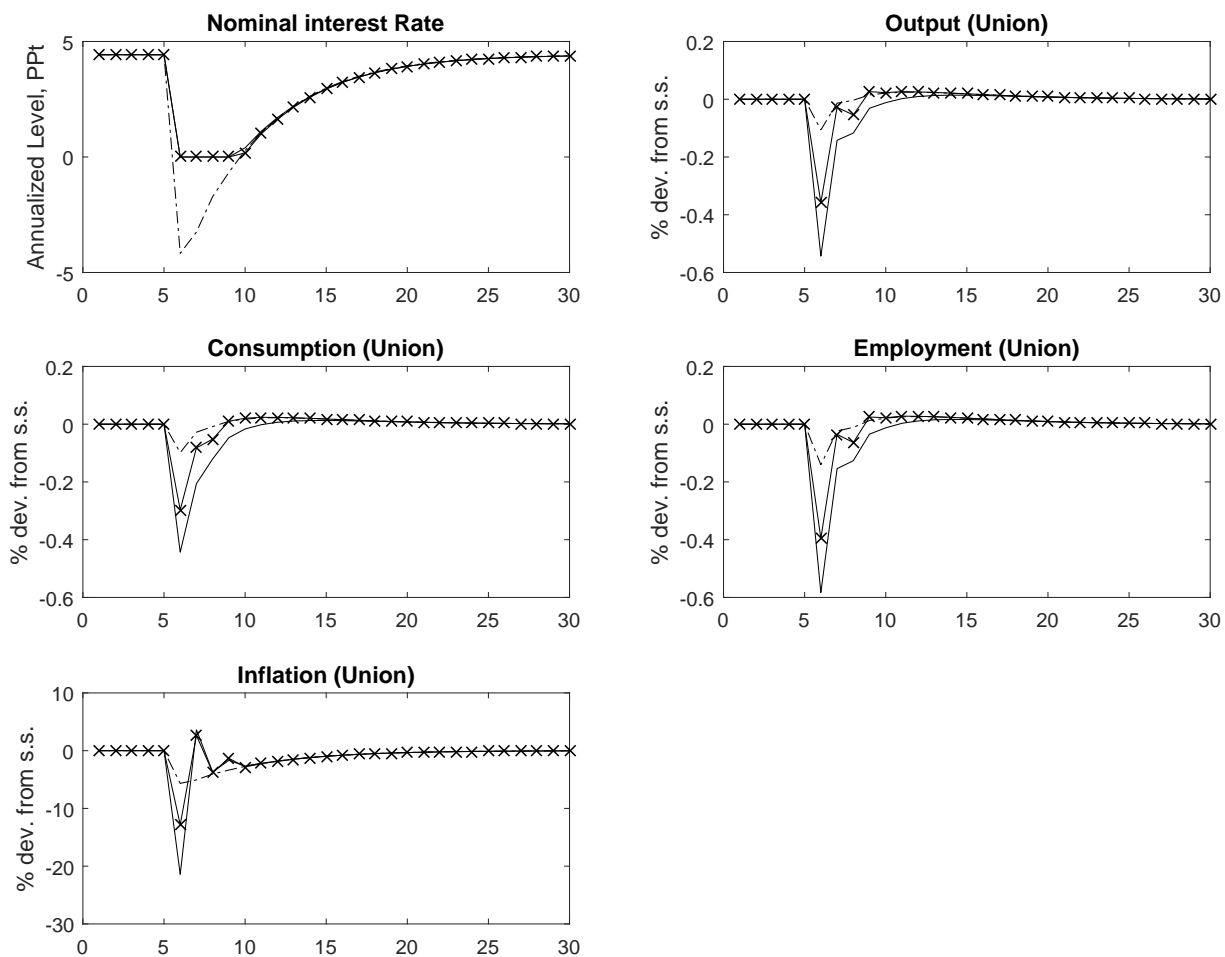 Nominal interest Rate
Annualized Level, PPt
5
0
-5
0 5 10 15 20 25 30
Output (Union)
% dev. from s.s.
0.2
0
-0.2
-0.4
-0.6
0 5 10 15 20 25 30
Consumption (Union)
% dev. from s.s.
0.2
0
-0.2
-0.4
-0.6
0 5 10 15 20 25 30
Employment (Union)
% dev. from s.s.
0.2
0
-0.2
-0.4
-0.6
0 5 10 15 20 25 30
Inflation (Union)
% dev. from s.s.
10
0
-10
-20
-30
0 5 10 15 20 25 30